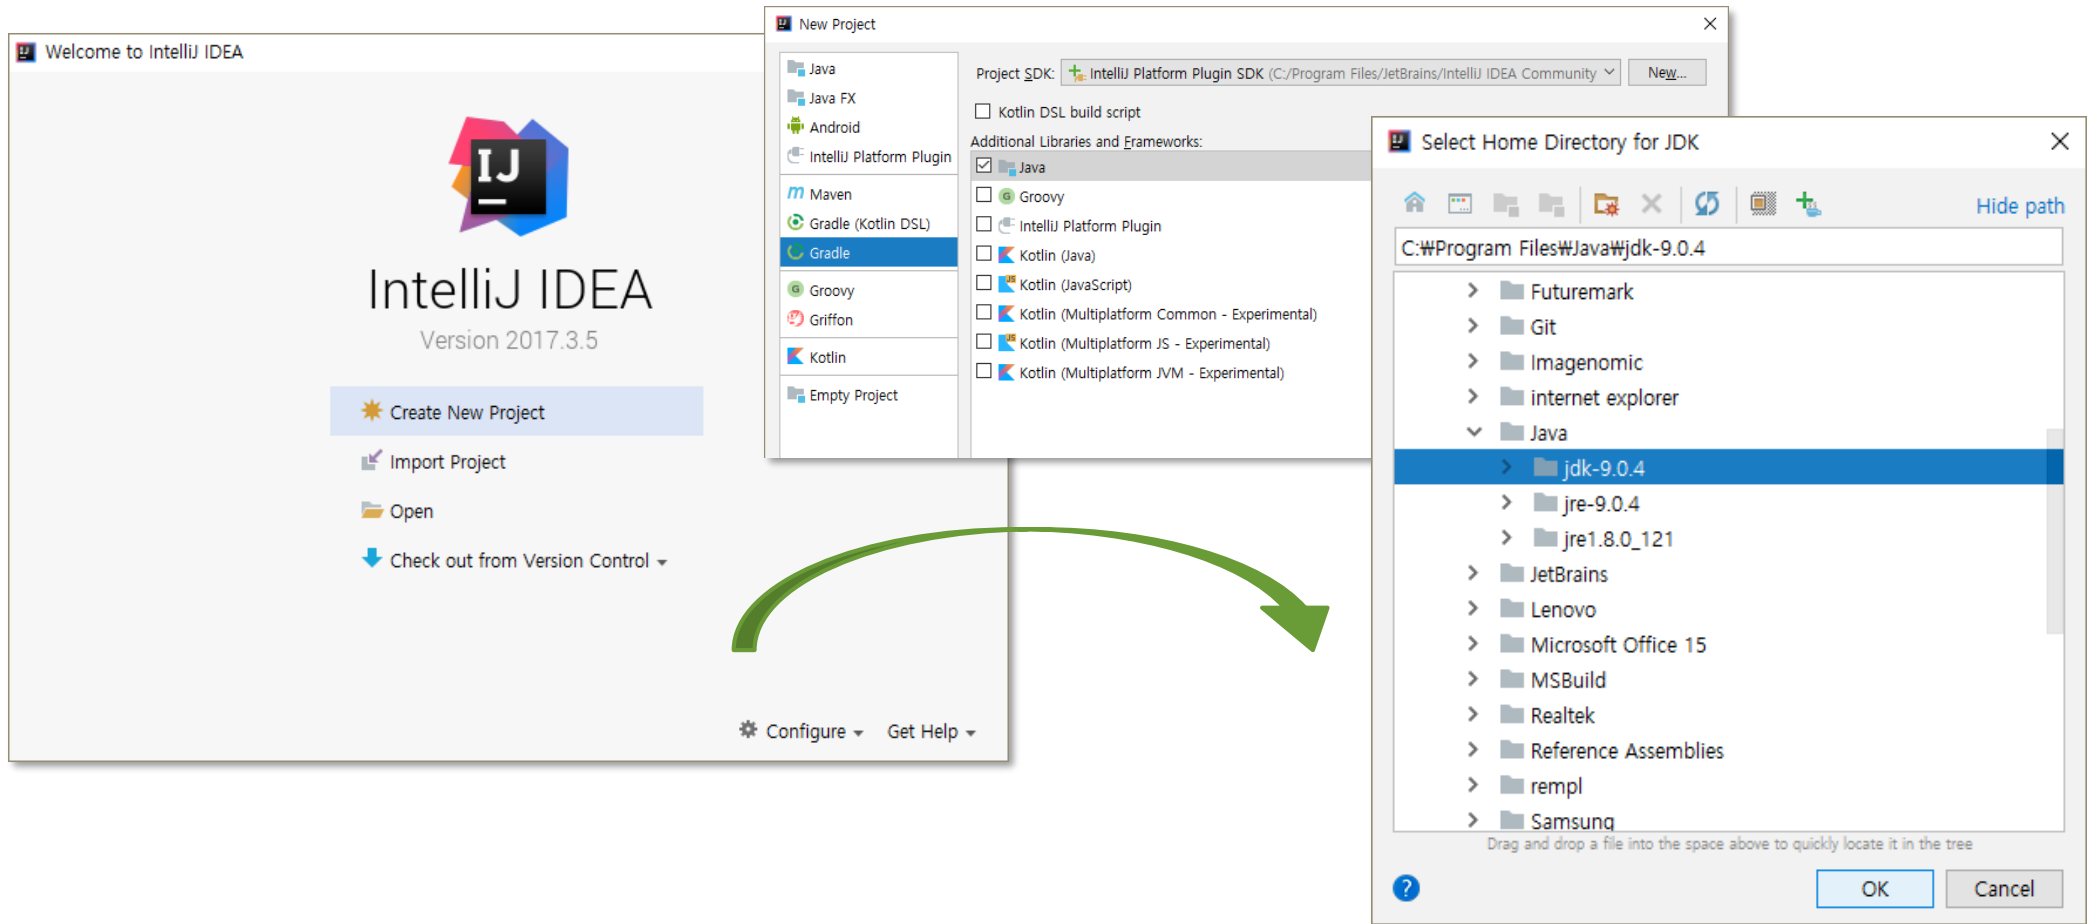 Welcome to IntelliJ IDEA
IJ
IntelliJ IDEA
Version 2017.3.5
Create New Project
Import Project
Open
Check out from Version Control
Configure
Get Help
New Project
Java
Java FX
Android
IntelliJ Platform Plugin
Maven
Gradle (Kotlin DSL)
Gradle
Groovy
Griffon
Kotlin
Empty Project
Project SDK: IntelliJ Platform Plugin SDK (C:/Program Files/JetBrains/IntelliJ IDEA Community New...
Kotlin DSL build script
Additional Libraries and Frameworks:
Java
Groovy
IntelliJ Platform Plugin
Kotlin (Java)
Kotlin (JavaScript)
Kotlin (Multiplatform Common - Experimental)
Kotlin (Multiplatform JS - Experimental)
Kotlin (Multiplatform JVM - Experimental)
Select Home Directory for JDK
Hide path
C:₩Program Files₩Java₩jdk-9.0.4
Futuremark
Git
Imagenomic
internet explorer
Java
jdk-9.0.4
jre-9.0.4
jre1.8.0_121
JetBrains
Lenovo
Microsoft Office 15
MSBuild
Realtek
Reference Assemblies
rempl
Samsung
Drag and drop a file into the space above to quickly locate it in the tree
? OK Cancel